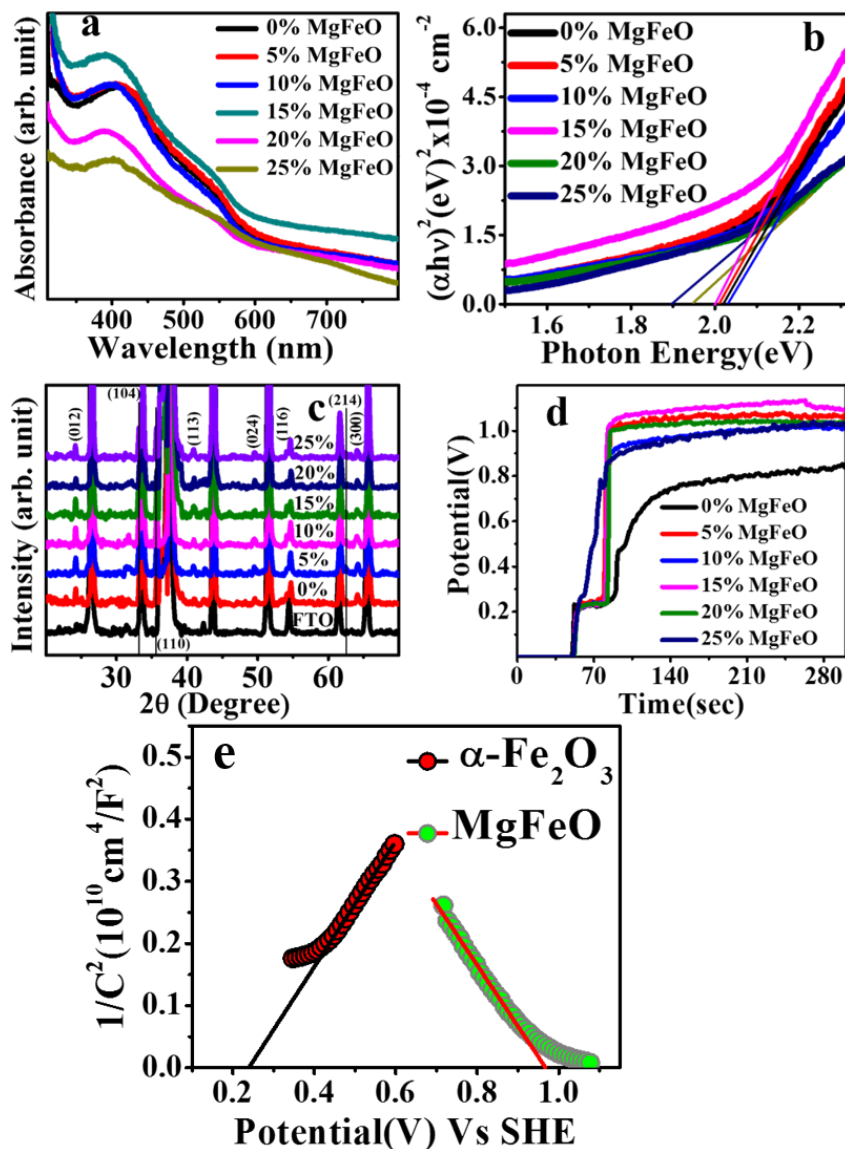 a
0% MgFeO
5% MgFeO
10% MgFeO
15% MgFeO
20% MgFeO
25% MgFeO
Absorbance (arb. unit)
400 500 600 700
Wavelength (nm)
b
0% MgFeO
5% MgFeO
10% MgFeO
15% MgFeO
20% MgFeO
25% MgFeO
(αhν)²(eV)²x10⁻⁴ cm⁻²
6.0
4.5
3.0
1.5
0.0
1.6 1.8 2.0 2.2
Photon Energy(eV)
c
(012)
(104)
(110)
(113)
(024)
(116)
(214)
(300)
25%
20%
15%
10%
5%
0%
FTO
Intensity (arb. unit)
30 40 50 60
2θ (Degree)
d
Potential(V)
1.0
0.8
0.6
0.4
0.2
0% MgFeO
5% MgFeO
10% MgFeO
15% MgFeO
20% MgFeO
25% MgFeO
0 70 140 210 280
Time(sec)
e
α-Fe₂O₃
MgFeO
1/C²(10¹⁰ cm⁴/F²)
0.5
0.4
0.3
0.2
0.1
0.0
0.2 0.4 0.6 0.8 1.0
Potential(V) Vs SHE